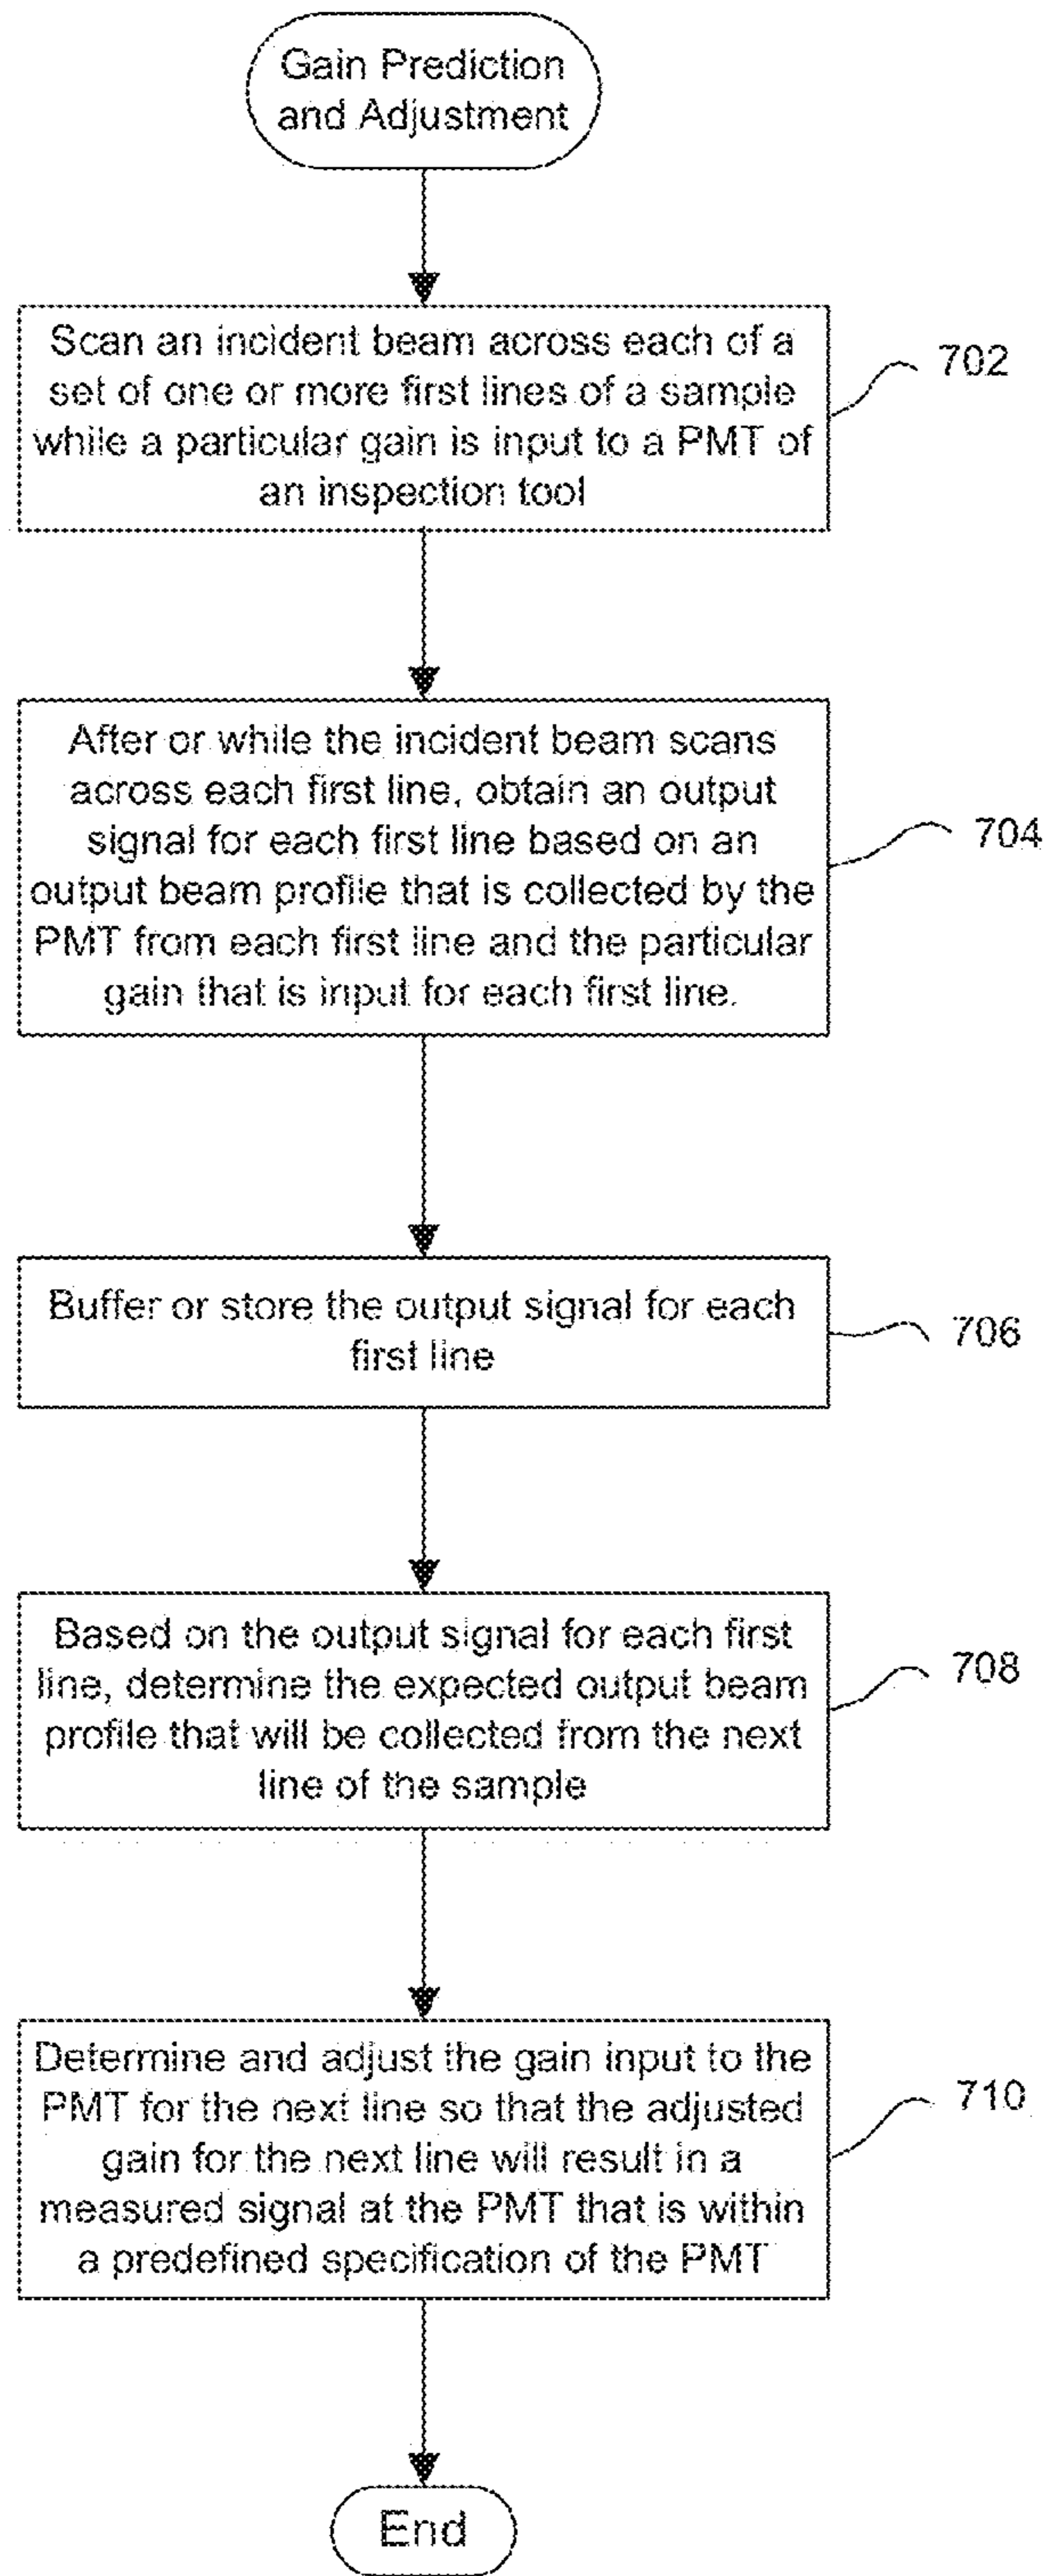 Gain Prediction
and Adjustment
Scan an incident beam across each of a
set of one or more first lines of a sample
while a particular gain is input to a PMT of
an inspection tool
702
After or while the incident beam scans
across each first line, obtain an output
signal for each first line based on an
output beam profile that is collected by the
PMT from each first line and the particular
gain that is input for each first line.
704
Buffer or store the output signal for each
first line
706
Based on the output signal for each first
line, determine the expected output beam
profile that will be collected from the next
line of the sample
708
Determine and adjust the gain input to the
PMT for the next line so that the adjusted
gain for the next line will result in a
measured signal at the PMT that is within
a predefined specification of the PMT
710
End